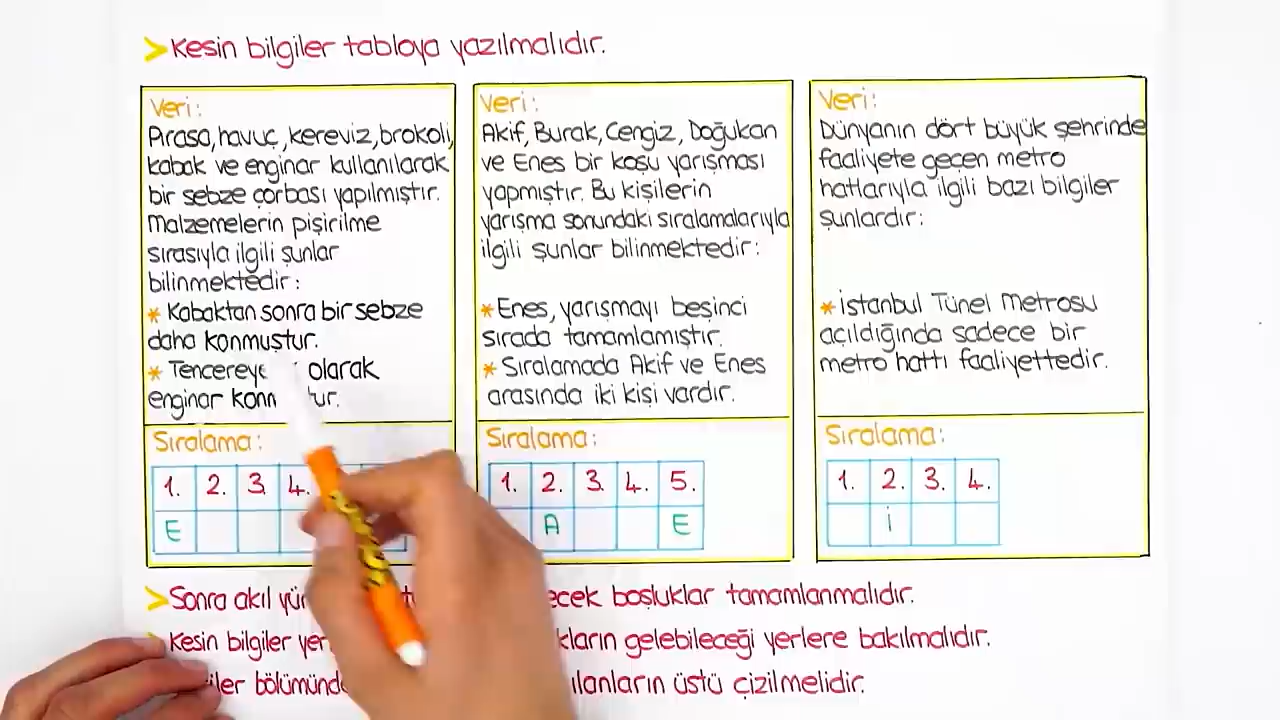 >Kesin bilgiler tabloya yazılmalıdır.
Veri:
Pırasa, havuç, kereviz, brokoli,
kabak ve enginar kullanılarak
bir sebze çorbası yapılmıştır.
Malzemelerin pişirilme
sırasıyla ilgili şunlar
bilinmektedir:
* Kabaktan sonra bir sebze
daha konmuştur.
* Tencereye olarak
enginar
Sıralama:
1. 2. 3. 4.
E
Veri:
Akif, Burak, Cengiz, Doğukan
ve Enes bir koşu yarışması
yapmıştır. Bu kişilerin
yarışma sonundaki sıralamalarıyla
ilgili şunlar bilinmektedir:
* Enes, yarışmayı beşinci
sırada tamamlamıştır.
* Sıralamada Akif ve Enes
arasında iki kişi vardır.
Sıralama:
1. 2. 3. 4. 5.
A E
Veri:
Dünyanın dört büyük şehrinde
faaliyete geçen metro
hatlarıyla ilgili bazı bilgiler
şunlardır:
* İstanbul Tünel Metrosu
açıldığında sadece bir
metro hattı faaliyettedir.
Sıralama:
1. 2. 3. 4.
İ
>Sonra akıl boşluklar tamamlanmalıdır.
Kesin bilgiler gelebileceği yerlere bakılmalıdır.
üstü çizilmelidir.